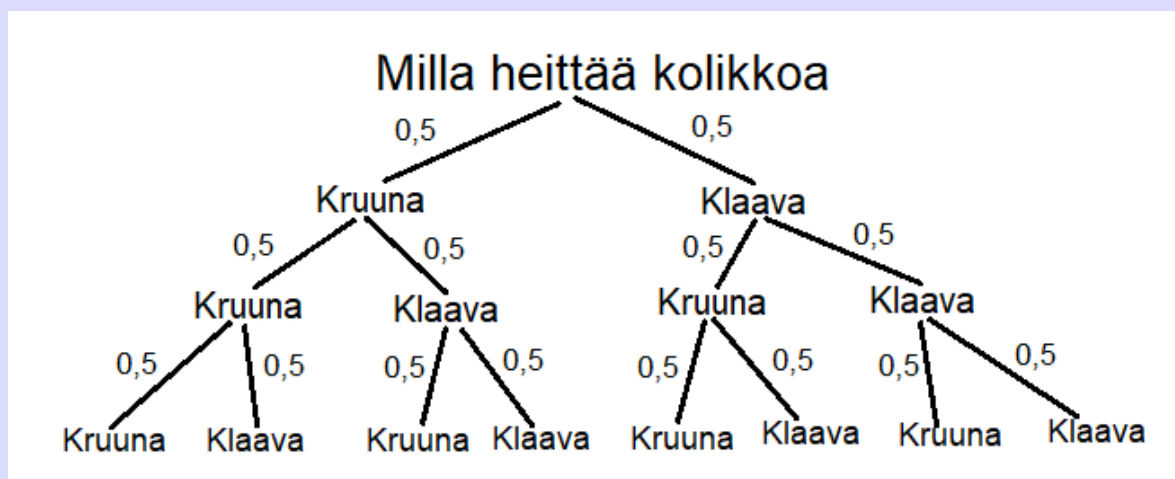 Milla heittää kolikkoa
0,5 0,5
Kruuna Klaava
0,5 0,5 0,5 0,5
Kruuna Klaava Kruuna Klaava
0,5 0,5 0,5 0,5 0,5 0,5 0,5 0,5
Kruuna Klaava Kruuna Klaava Kruuna Klaava Kruuna Klaava